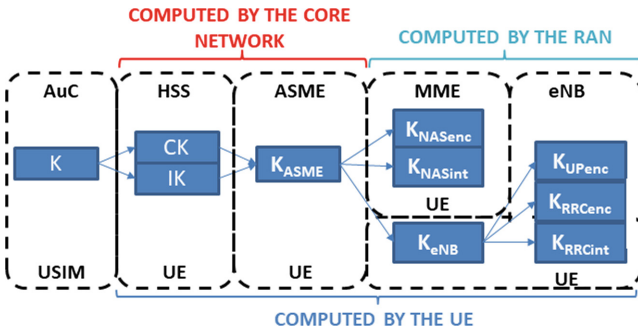 COMPUTED BY THE CORE
NETWORK
COMPUTED BY THE RAN
AuC
HSS
ASME
MME
eNB
K
CK
IK
KASME
KNASenc
KNASint
UE
KeNB
KUPenc
KRRCenc
KRRCint
USIM
UE
UE
UE
COMPUTED BY THE UE